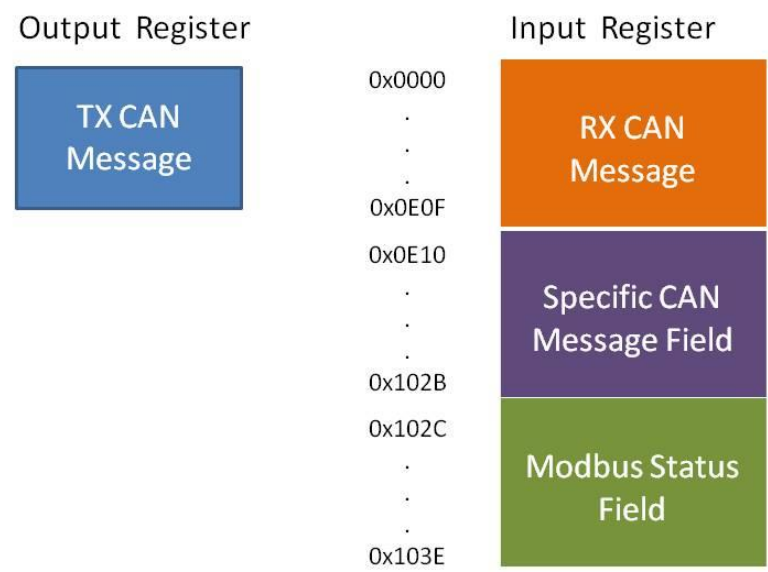 Output Register
TX CAN
Message
0x0000
.
.
.
0x0E0F
0x0E10
.
.
.
0x102B
0x102C
.
.
.
0x103E
Input Register
RX CAN
Message
Specific CAN
Message Field
Modbus Status
Field